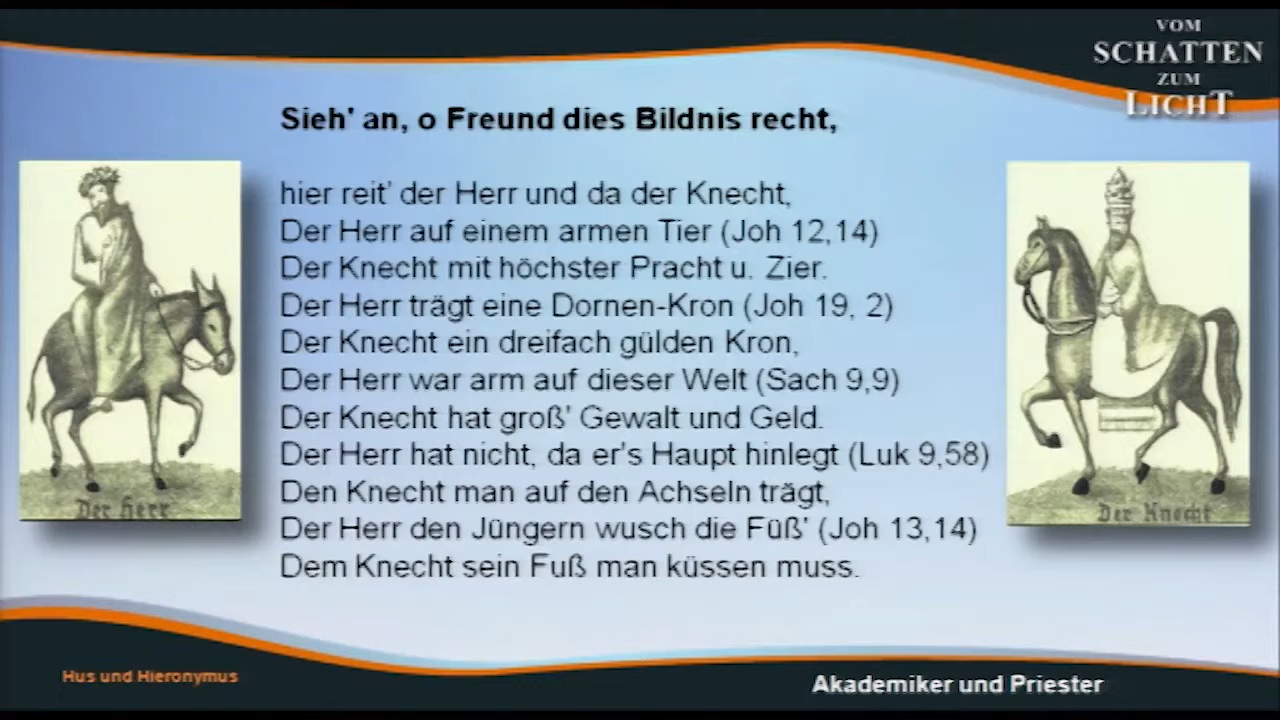 VOM
SCHATTEN
ZUM
LICHT
Sieh' an, o Freund dies Bildnis recht,
hier reit' der Herr und da der Knecht,
Der Herr auf einem armen Tier (Joh 12,14)
Der Knecht mit höchster Pracht u. Zier.
Der Herr trägt eine Dornen-Kron (Joh 19, 2)
Der Knecht ein dreifach gülden Kron,
Der Herr war arm auf dieser Welt (Sach 9,9)
Der Knecht hat groß' Gewalt und Geld.
Der Herr hat nicht, da er's Haupt hinlegt (Luk 9,58)
Den Knecht man auf den Achseln trägt,
Der Herr den Jüngern wusch die Füß' (Joh 13,14)
Dem Knecht sein Fuß man küssen muss.
Der Herr
Der Knecht
Hus und Hieronymus
Akademiker und Priester